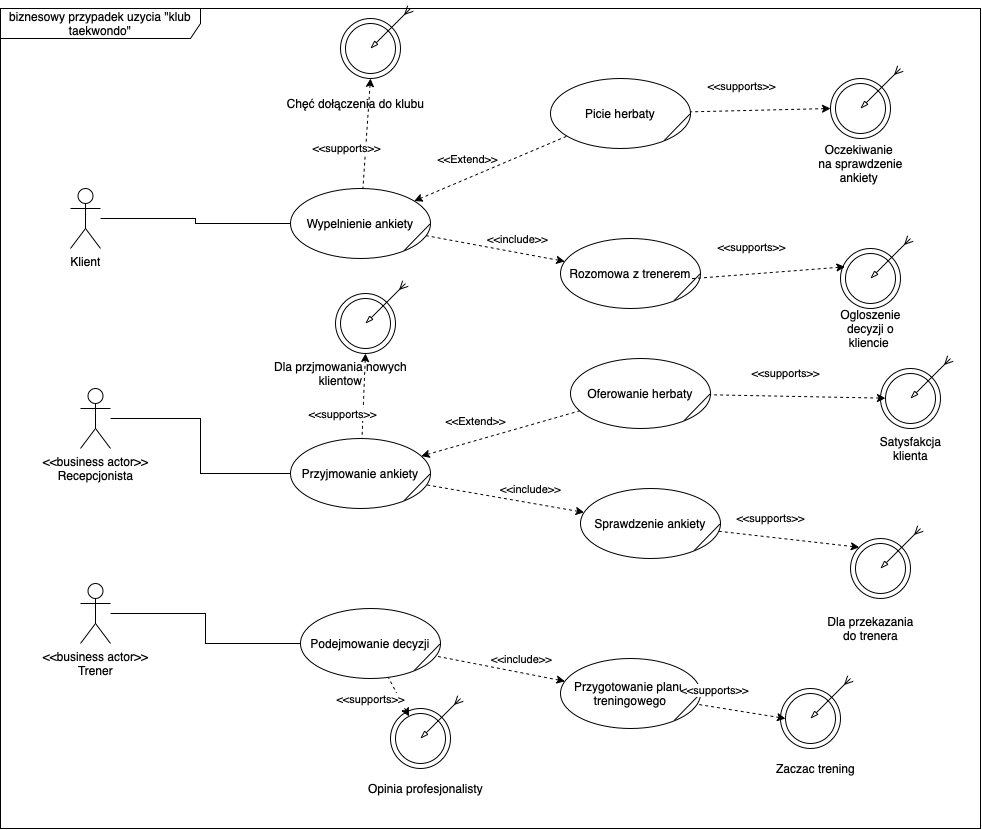 biznesowy przypadek uzycia "klub
taekwondo"
Chęć dołączenia do klubu
<<supports>>
Picie herbaty
<<supports>>
Oczekiwanie
na sprawdzenie
ankiety
<<Extend>>
Klient
Wypelnienie ankiety
<<include>>
Rozomowa z trenerem
<<supports>>
Ogloszenie
decyzji o
kliencie
Dla przjmowania nowych
klientow
<<supports>>
Oferowanie herbaty
<<supports>>
Satysfakcja
klienta
<<Extend>>
<<business actor>>
Recepcjonista
Przyjmowanie ankiety
<<include>>
Sprawdzenie ankiety
<<supports>>
Dla przekazania
do trenera
<<business actor>>
Trener
Podejmowanie decyzji
<<include>>
Przygotowanie planu
treningowego
<<supports>>
Zaczac trening
<<supports>>
Opinia profesjonalisty